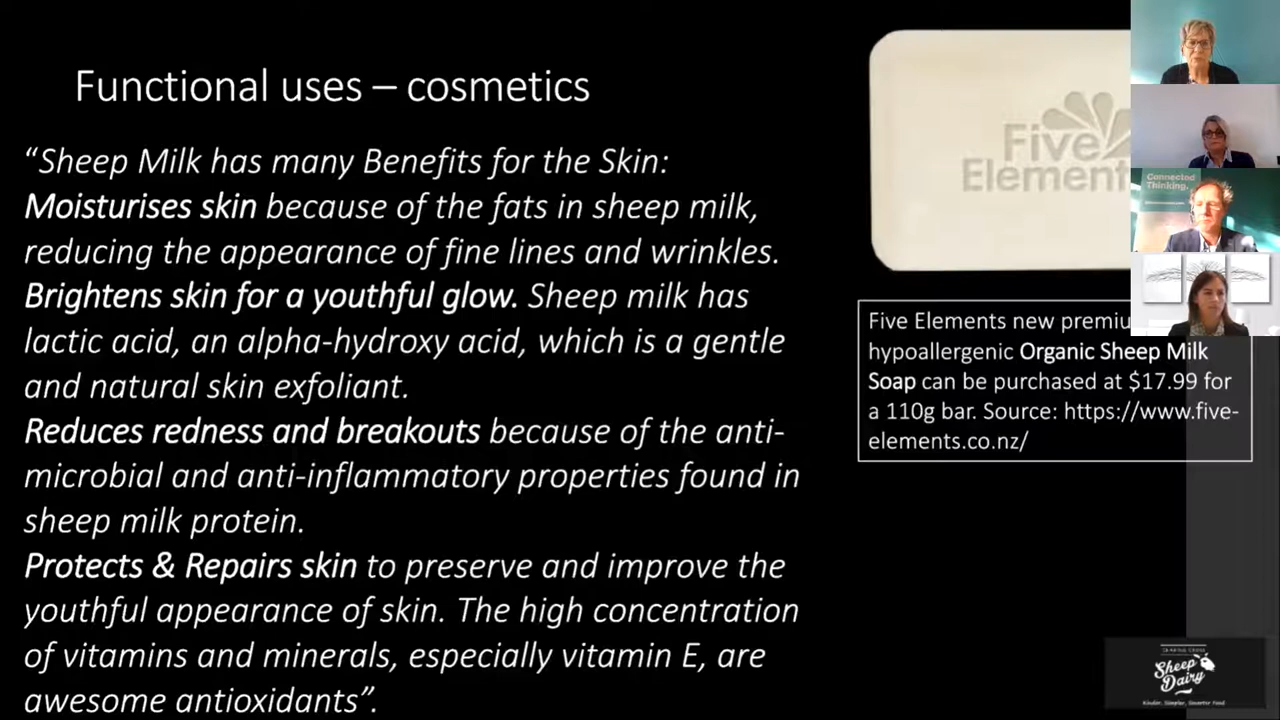 Functional uses – cosmetics
“Sheep Milk has many Benefits for the Skin:
Moisturises skin because of the fats in sheep milk,
reducing the appearance of fine lines and wrinkles.
Brightens skin for a youthful glow. Sheep milk has
lactic acid, an alpha-hydroxy acid, which is a gentle
and natural skin exfoliant.
Reduces redness and breakouts because of the anti-
microbial and anti-inflammatory properties found in
sheep milk protein.
Protects & Repairs skin to preserve and improve the
youthful appearance of skin. The high concentration
of vitamins and minerals, especially vitamin E, are
awesome antioxidants”.
Five
Element
Five Elements new premiu
hypoallergenic Organic Sheep Milk
Soap can be purchased at $17.99 for
a 110g bar. Source: https://www.five-
elements.co.nz/
Connected
Thinking.
Sheep
Dairy
Kinder. Simpler. Smarter Food